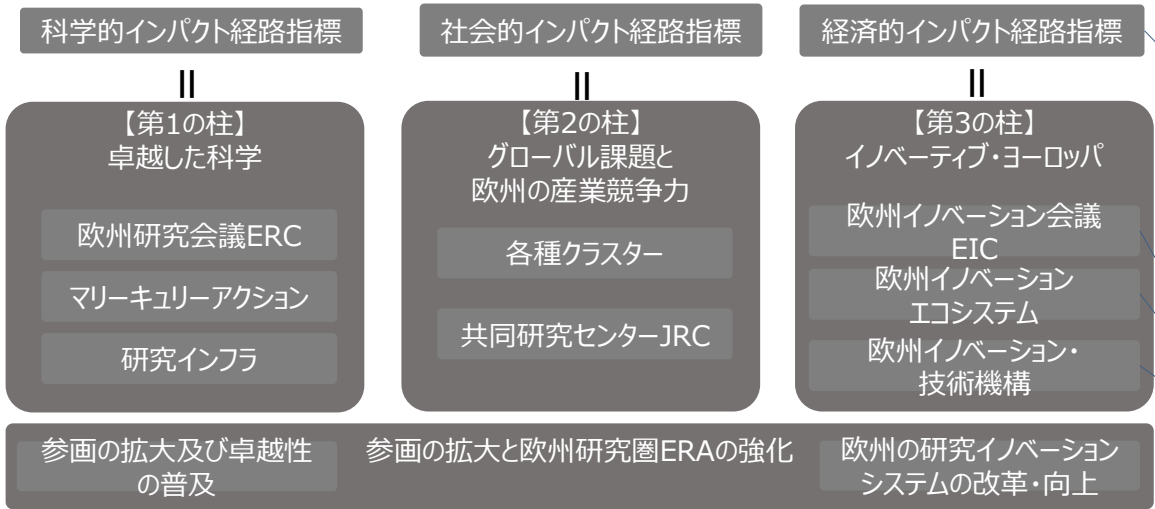 科学的インパクト経路指標
社会的インパクト経路指標
経済的インパクト経路指標
=
=
=
【第1の柱】
卓越した科学
欧州研究会議ERC
マリーキュリーアクション
研究インフラ
【第2の柱】
グローバル課題と
欧州の産業競争力
各種クラスター
共同研究センターJRC
【第3の柱】
イノベーティブ・ヨーロッパ
欧州イノベーション会議
EIC
欧州イノベーション
エコシステム
欧州イノベーション・
技術機構
参画の拡大及び卓越性
の普及
参画の拡大と欧州研究圏ERAの強化
欧州の研究イノベーション
システムの改革・向上